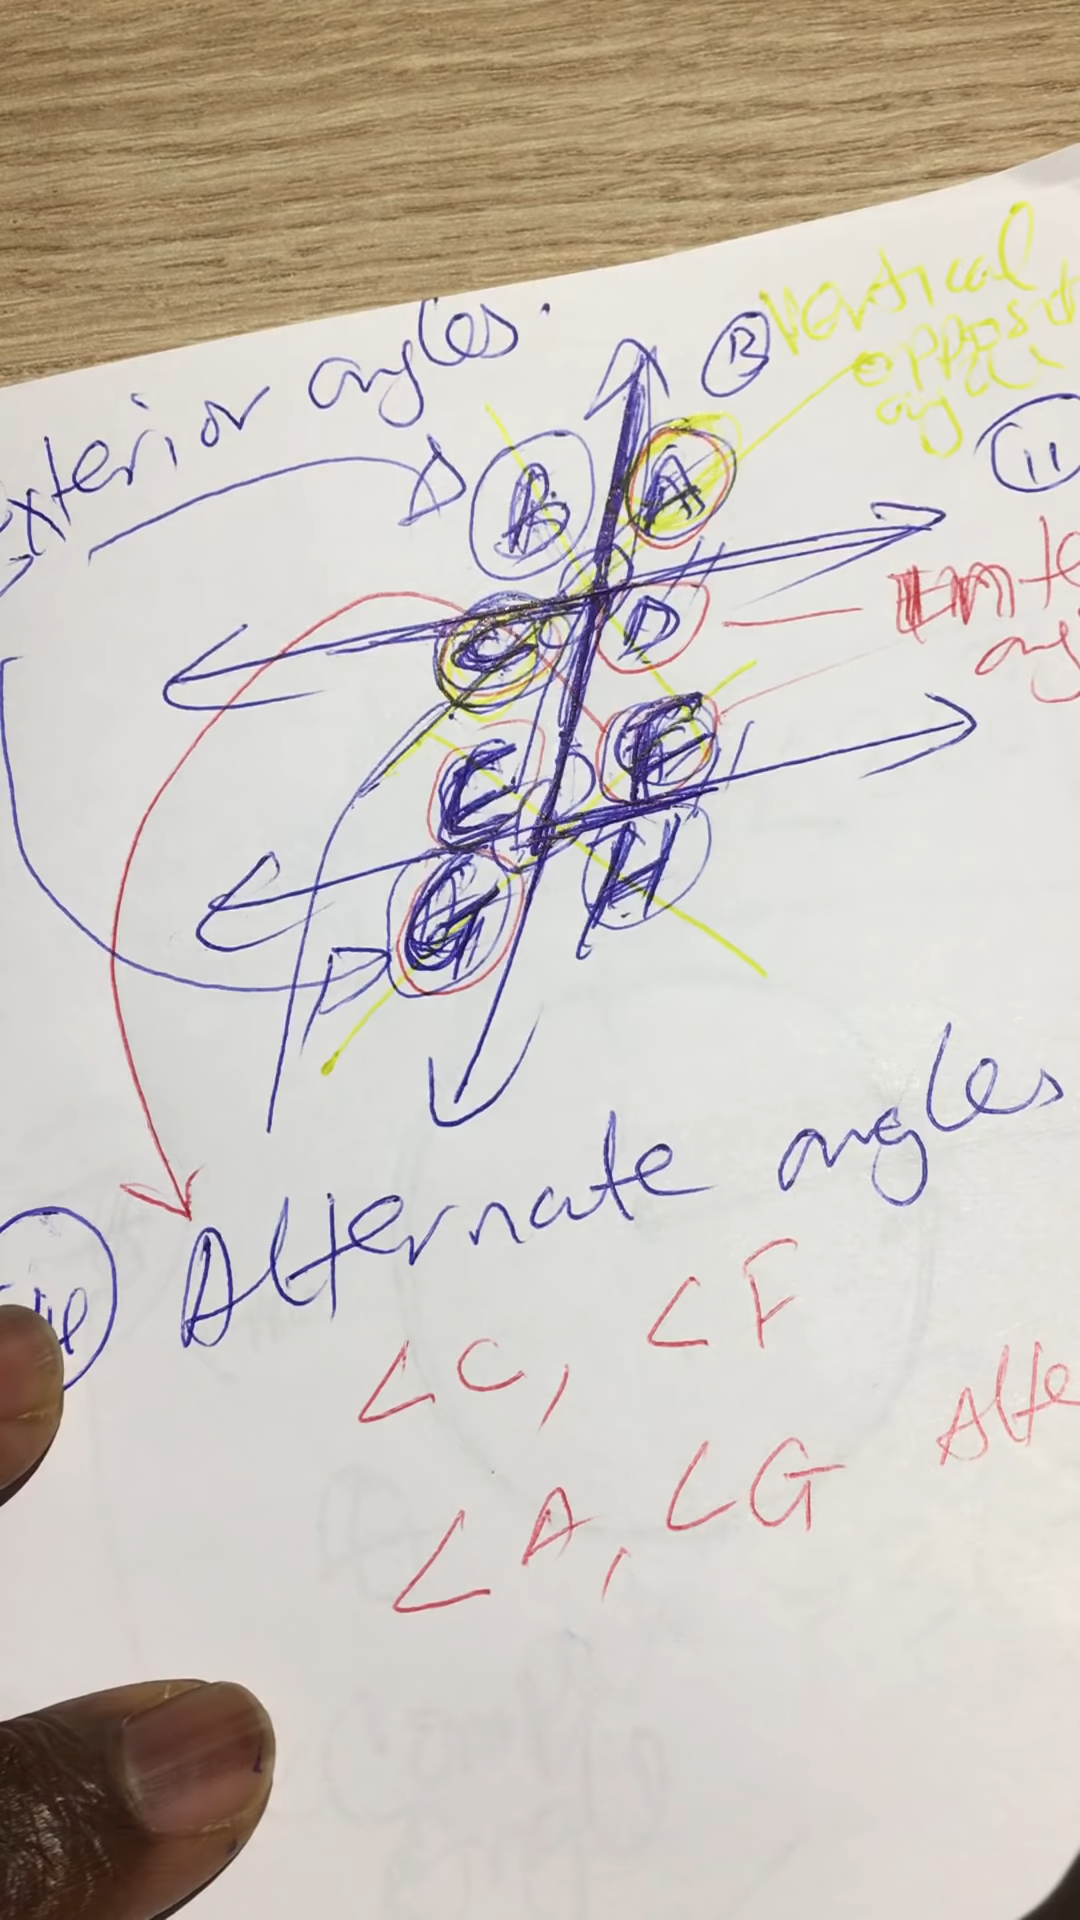 Exterior angles.
B
Vertical
opposite
angles
11
B A
C D
E F
G H
Alternate angles
∠C, ∠F
∠A, ∠G